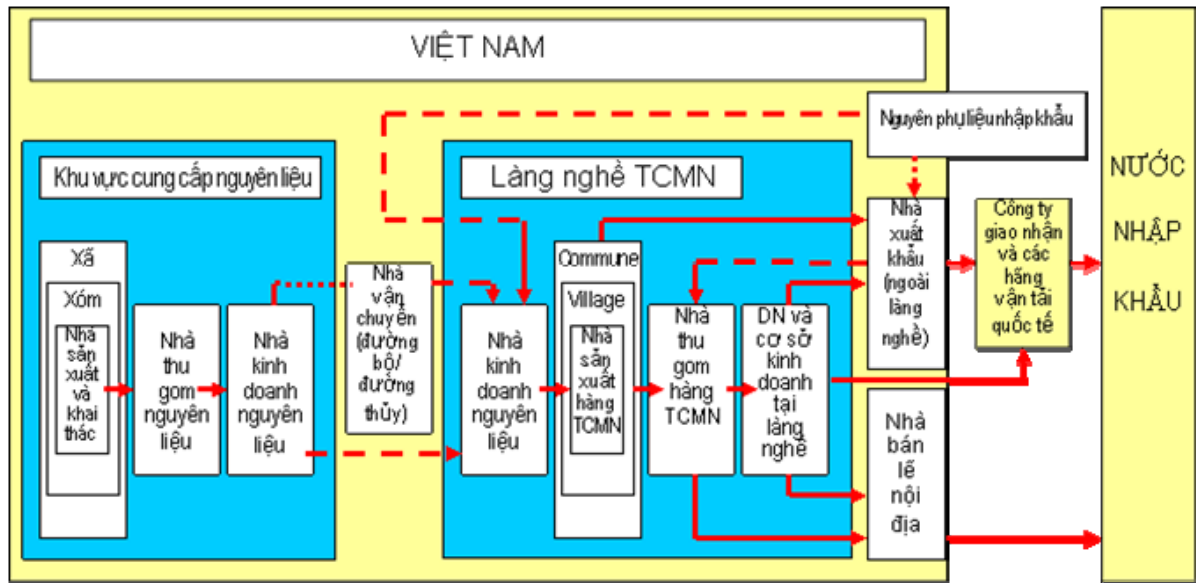 VIỆT NAM
Nguyên phụ liệu nhập khẩu
Khu vực cung cấp nguyên liệu
Làng nghề TCMN
NƯỚC
NHẬP
KHẨU
Xã
Xóm
Nhà
sản
xuất
và
khai
thác
Nhà
thu
gom
nguyên
liệu
Nhà
kinh
doanh
nguyên
liệu
Nhà
vận
chuyển
(đường
bộ/
đường
thủy)
Nhà
kinh
doanh
nguyên
liệu
Commune
Village
Nhà
sản
xuất
hàng
TCMN
Nhà
thu
gom
hàng
TCMN
DN và
cơ sở
kinh
doanh
tại
làng
nghề
Nhà
xuất
khẩu
(ngoài
làng
nghề)
Công ty
giao nhận
và các
hãng
vận tải
quốc tế
Nhà
bán
lẻ
nội
địa